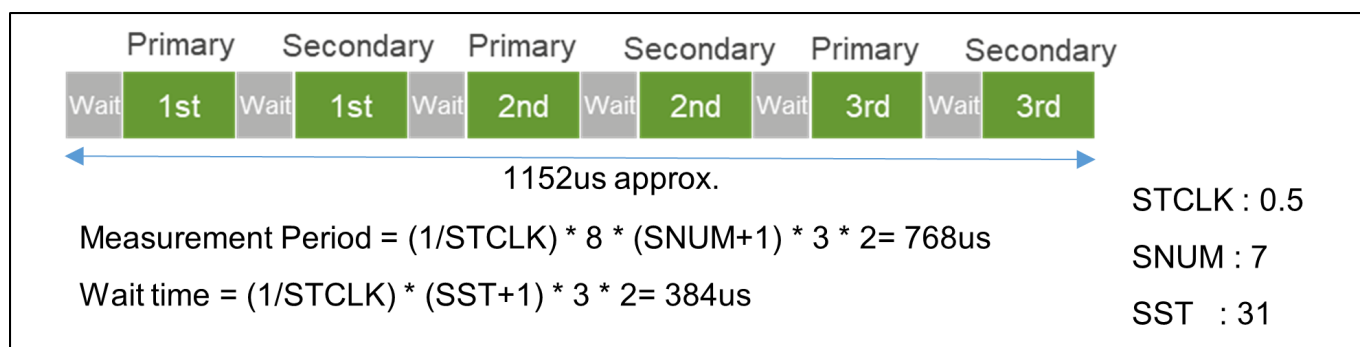 Primary Secondary Primary Secondary Primary Secondary
Wait 1st Wait 1st Wait 2nd Wait 2nd Wait 3rd Wait 3rd
1152us approx.
Measurement Period = (1/STCLK) * 8 * (SNUM+1) * 3 * 2= 768us
Wait time = (1/STCLK) * (SST+1) * 3 * 2= 384us
STCLK : 0.5
SNUM : 7
SST : 31